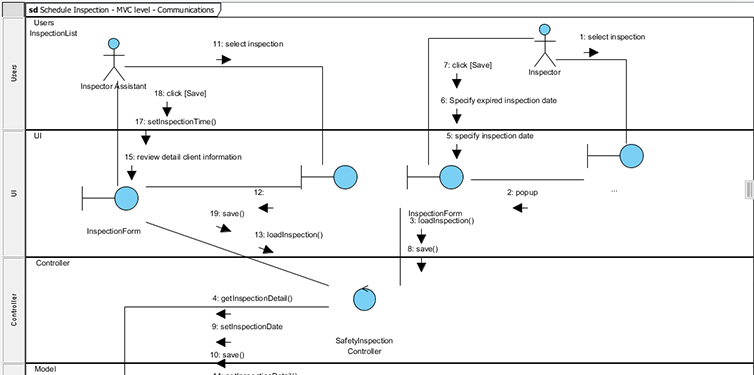 sd Schedule Inspection - MVC level - Communications
Users
Users
InspectionList
11: select inspection
1: select inspection
Inspector Assistant
Inspector
7: click [Save]
18: click [Save]
6: Specify expired inspection date
17: setInspectionTime()
UI
UI
5: specify inspection date
15: review detail client information
12:
2: popup
...
19: save()
InspectionForm
3: loadInspection()
InspectionForm
13: loadInspection()
8: save()
Controller
Controller
4: getInspectionDetail()
9: setInspectionDate
SafetyInspection
Controller
10: save()
Model
14: getInspectionDetail()